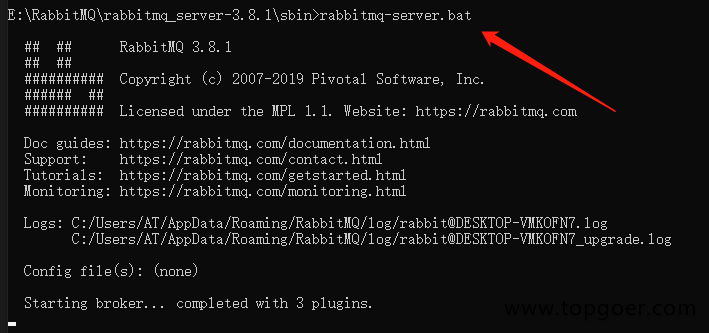 E:\RabbitMQ\rabbitmq_server-3.8.1\sbin>rabbitmq-server.bat
## ## RabbitMQ 3.8.1
## ##
########## Copyright (c) 2007-2019 Pivotal Software, Inc.
###### ##
########## Licensed under the MPL 1.1. Website: https://rabbitmq.com
Doc guides: https://rabbitmq.com/documentation.html
Support: https://rabbitmq.com/contact.html
Tutorials: https://rabbitmq.com/getstarted.html
Monitoring: https://rabbitmq.com/monitoring.html
Logs: C:/Users/AT/AppData/Roaming/RabbitMQ/log/rabbit@DESKTOP-VMKOFN7.log
C:/Users/AT/AppData/Roaming/RabbitMQ/log/rabbit@DESKTOP-VMKOFN7_upgrade.log
Config file(s): (none)
Starting broker... completed with 3 plugins.
www.topgoer.com